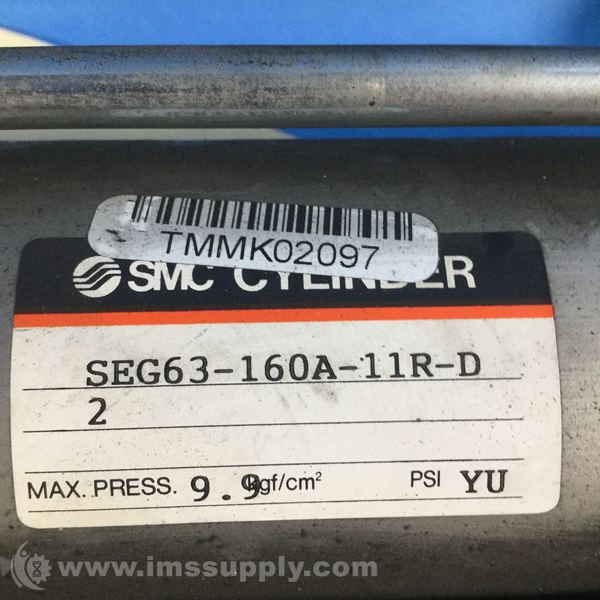 TMMK02097
SMC CYLINDER
SEG63-160A-11R-D
2
MAX. PRESS. 9.9 kgf/cm² PSI YU
www.imssupply.com